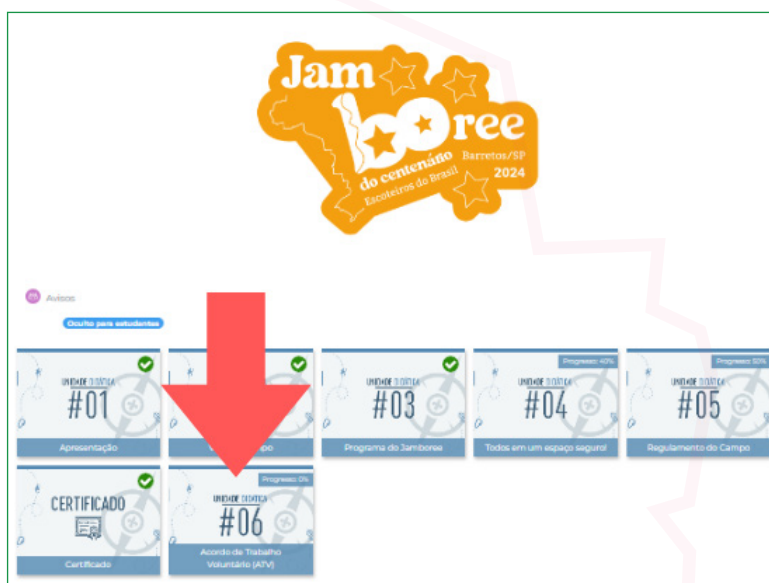 Jam
boree
do centenário
Barretos/SP
Escoteiros do Brasil
2024
Avisos
Oculto para estudantes
UNIDADE DIDÁTICA
#01
Apresentação
UNIDADE DIDÁTICA
#03
Programa do Jamboree
Progresso: 40%
UNIDADE DIDÁTICA
#04
Todos em um espaço seguro!
Progresso: 50%
UNIDADE DIDÁTICA
#05
Regulamento do Campo
CERTIFICADO
Certificado
Progresso: 0%
UNIDADE DIDÁTICA
#06
Acordo de Trabalho
Voluntário (ATV)